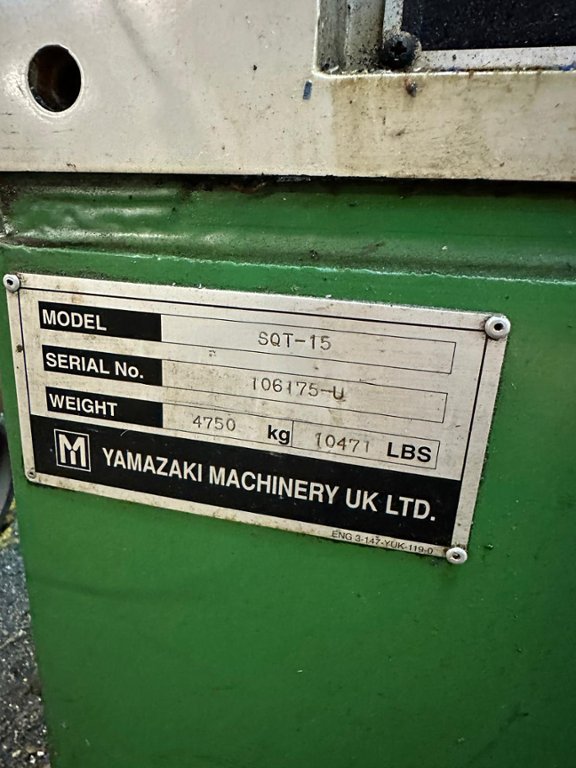 MODEL SQT-15
SERIAL No. 106175-U
WEIGHT 4750 kg 10471 LBS
M YAMAZAKI MACHINERY UK LTD.
ENG 3-147-YUK-119-0